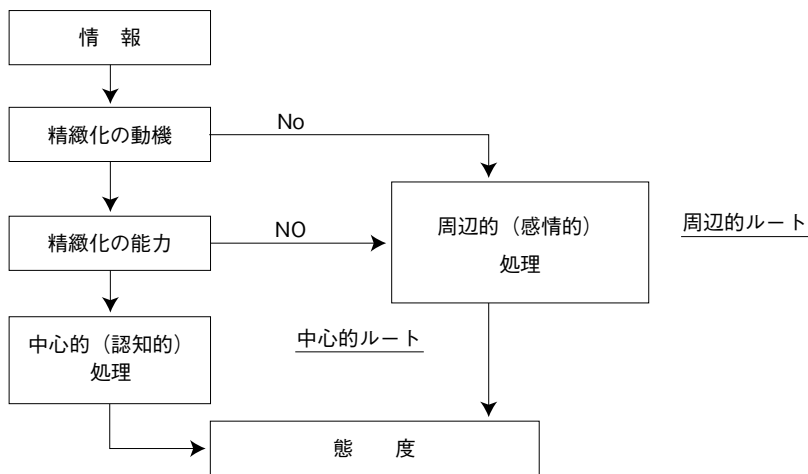 情　報
精緻化の動機
No
精緻化の能力
NO
周辺的（感情的）
処理
周辺的ルート
中心的（認知的）
処理
中心的ルート
態　　度